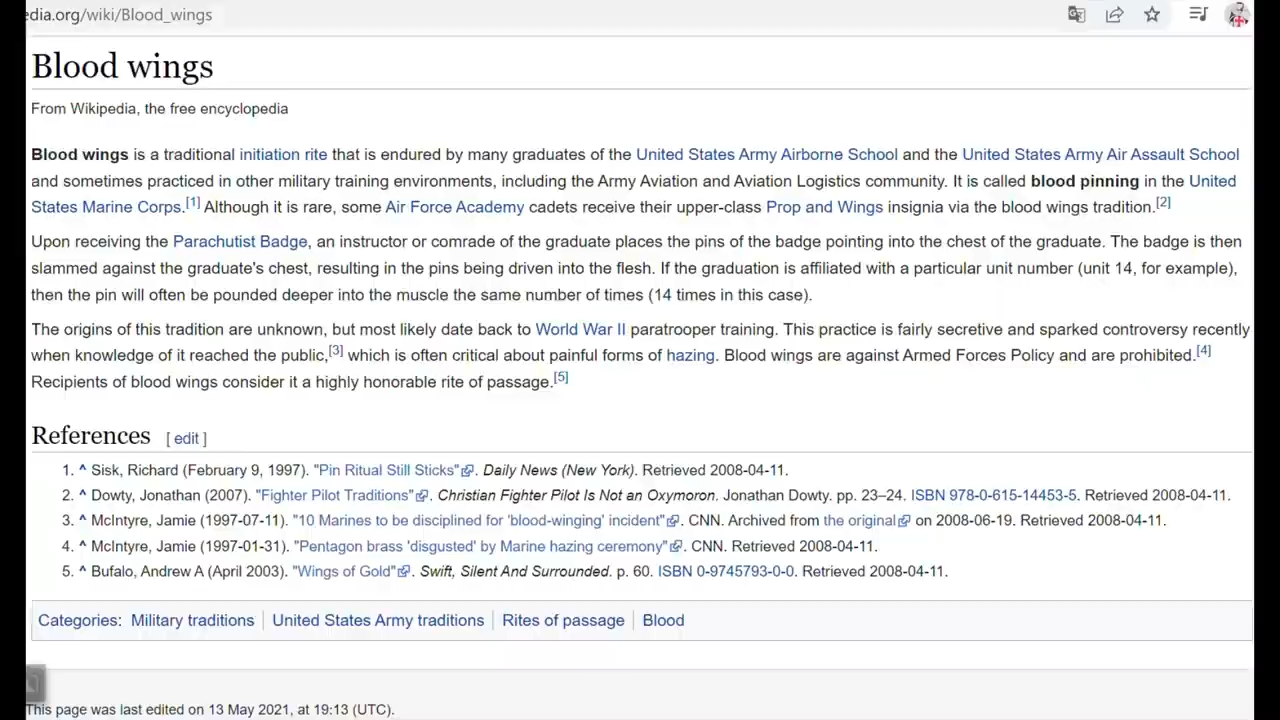 edia.org/wiki/Blood_wings
Blood wings
From Wikipedia, the free encyclopedia
Blood wings is a traditional initiation rite that is endured by many graduates of the United States Army Airborne School and the United States Army Air Assault School
and sometimes practiced in other military training environments, including the Army Aviation and Aviation Logistics community. It is called blood pinning in the United
States Marine Corps.[1] Although it is rare, some Air Force Academy cadets receive their upper-class Prop and Wings insignia via the blood wings tradition.[2]
Upon receiving the Parachutist Badge, an instructor or comrade of the graduate places the pins of the badge pointing into the chest of the graduate. The badge is then
slammed against the graduate's chest, resulting in the pins being driven into the flesh. If the graduation is affiliated with a particular unit number (unit 14, for example),
then the pin will often be pounded deeper into the muscle the same number of times (14 times in this case).
The origins of this tradition are unknown, but most likely date back to World War II paratrooper training. This practice is fairly secretive and sparked controversy recently
when knowledge of it reached the public,[3] which is often critical about painful forms of hazing. Blood wings are against Armed Forces Policy and are prohibited.[4]
Recipients of blood wings consider it a highly honorable rite of passage.[5]
References [ edit ]
1. ^ Sisk, Richard (February 9, 1997). "Pin Ritual Still Sticks". Daily News (New York). Retrieved 2008-04-11.
2. ^ Dowty, Jonathan (2007). "Fighter Pilot Traditions". Christian Fighter Pilot Is Not an Oxymoron. Jonathan Dowty. pp. 23–24. ISBN 978-0-615-14453-5. Retrieved 2008-04-11.
3. ^ McIntyre, Jamie (1997-07-11). "10 Marines to be disciplined for 'blood-winging' incident". CNN. Archived from the original on 2008-06-19. Retrieved 2008-04-11.
4. ^ McIntyre, Jamie (1997-01-31). "Pentagon brass 'disgusted' by Marine hazing ceremony". CNN. Retrieved 2008-04-11.
5. ^ Bufalo, Andrew A (April 2003). "Wings of Gold". Swift, Silent And Surrounded. p. 60. ISBN 0-9745793-0-0. Retrieved 2008-04-11.
Categories: Military traditions | United States Army traditions | Rites of passage | Blood
This page was last edited on 13 May 2021, at 19:13 (UTC).